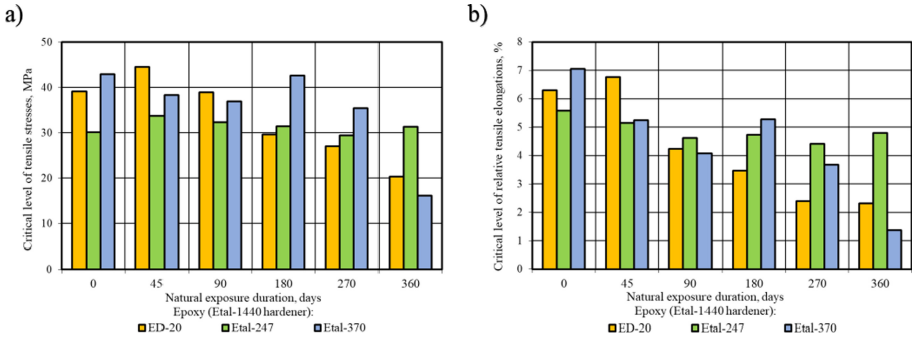 a)
Critical level of tensile stresses, MPa
50
40
30
20
10
0
0 45 90 180 270 360
Natural exposure duration, days
Epoxy (Etal-1440 hardener):
ED-20 Etal-247 Etal-370
b)
Critical level of relative tensile elongations, %
8
7
6
5
4
3
2
1
0
0 45 90 180 270 360
Natural exposure duration, days
Epoxy (Etal-1440 hardener):
ED-20 Etal-247 Etal-370